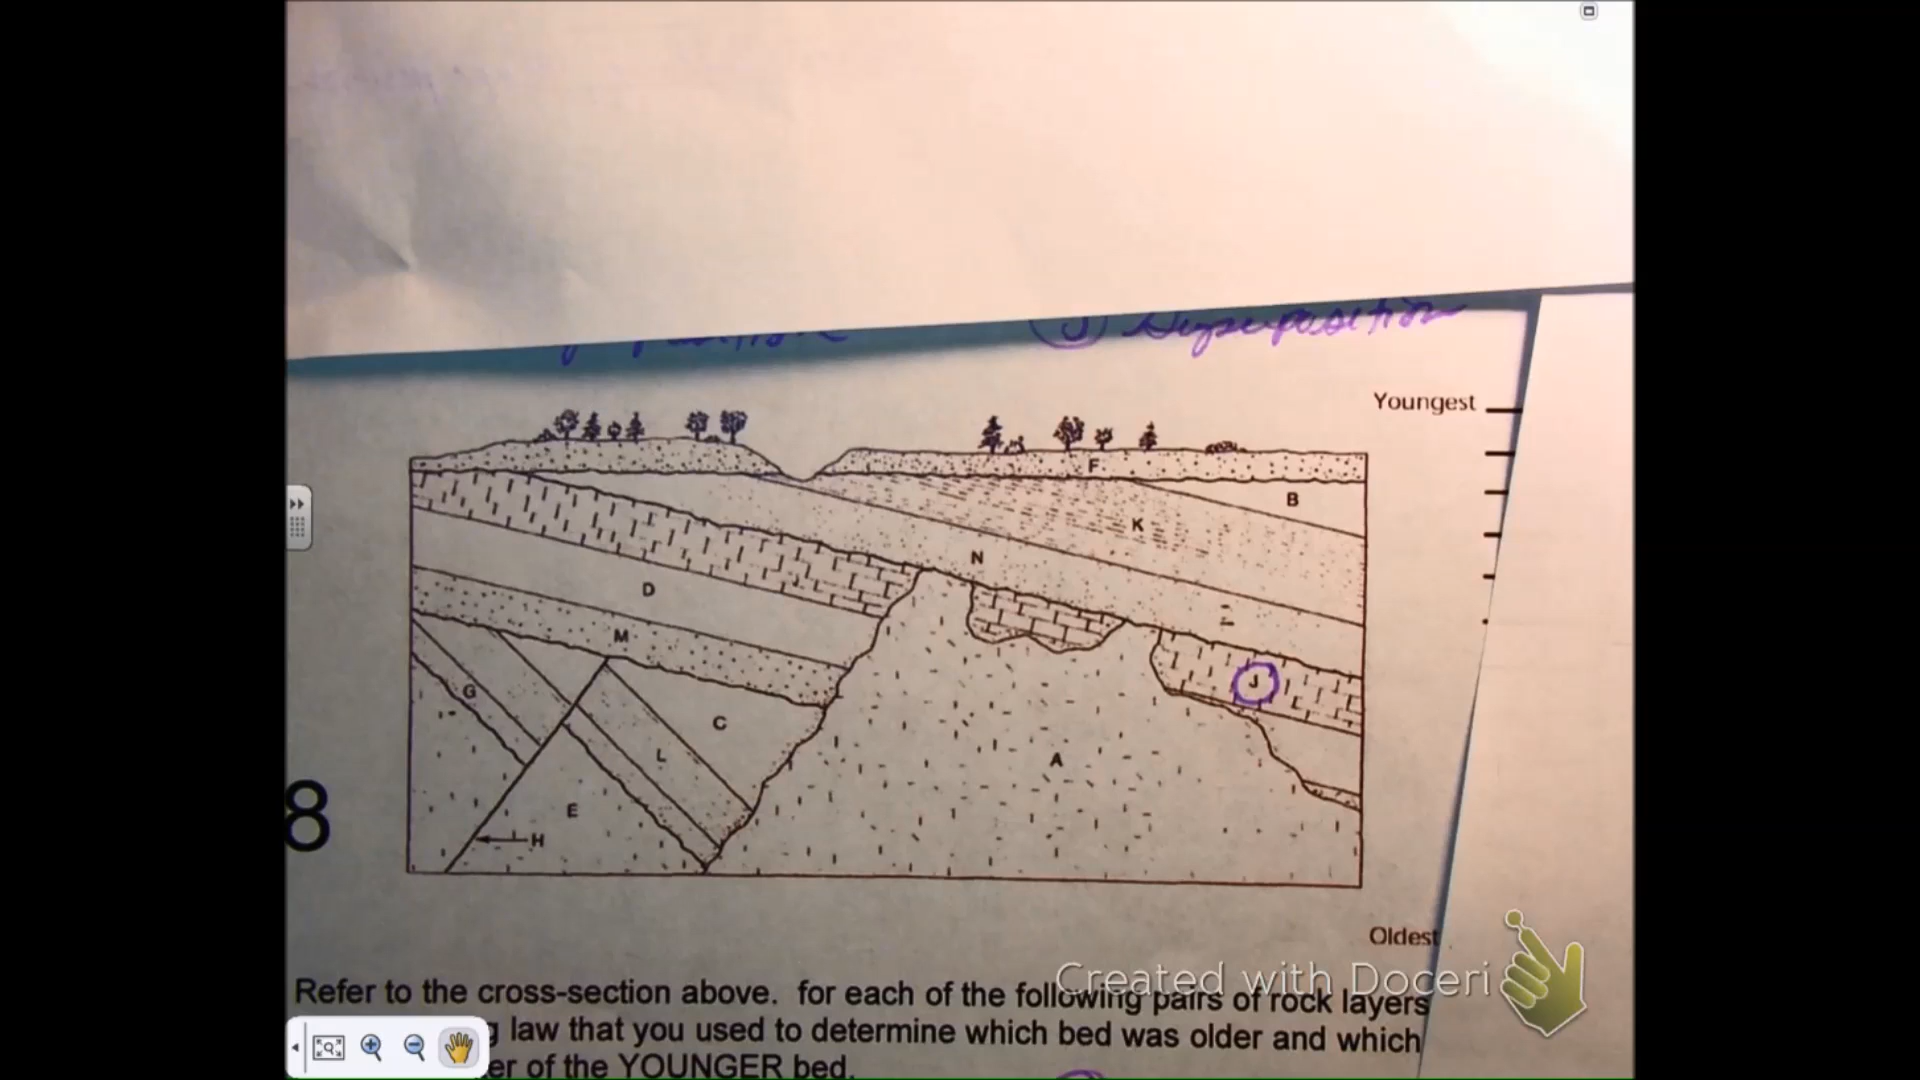 J Superposition
Youngest
F
B
K
N
D
M
J
G
C
L
A
E
H
8
Oldest
Created with Doceri
Refer to the cross-section above. for each of the following pairs of rock layers
law that you used to determine which bed was older and which
er of the YOUNGER bed.